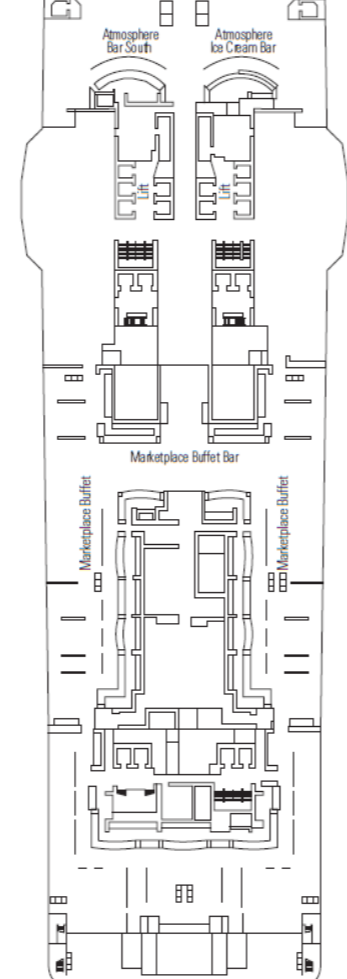 Atmosphere
Bar South
Atmosphere
Ice Cream Bar
Lift
Lift
Marketplace Buffet Bar
Marketplace Buffet
Marketplace Buffet